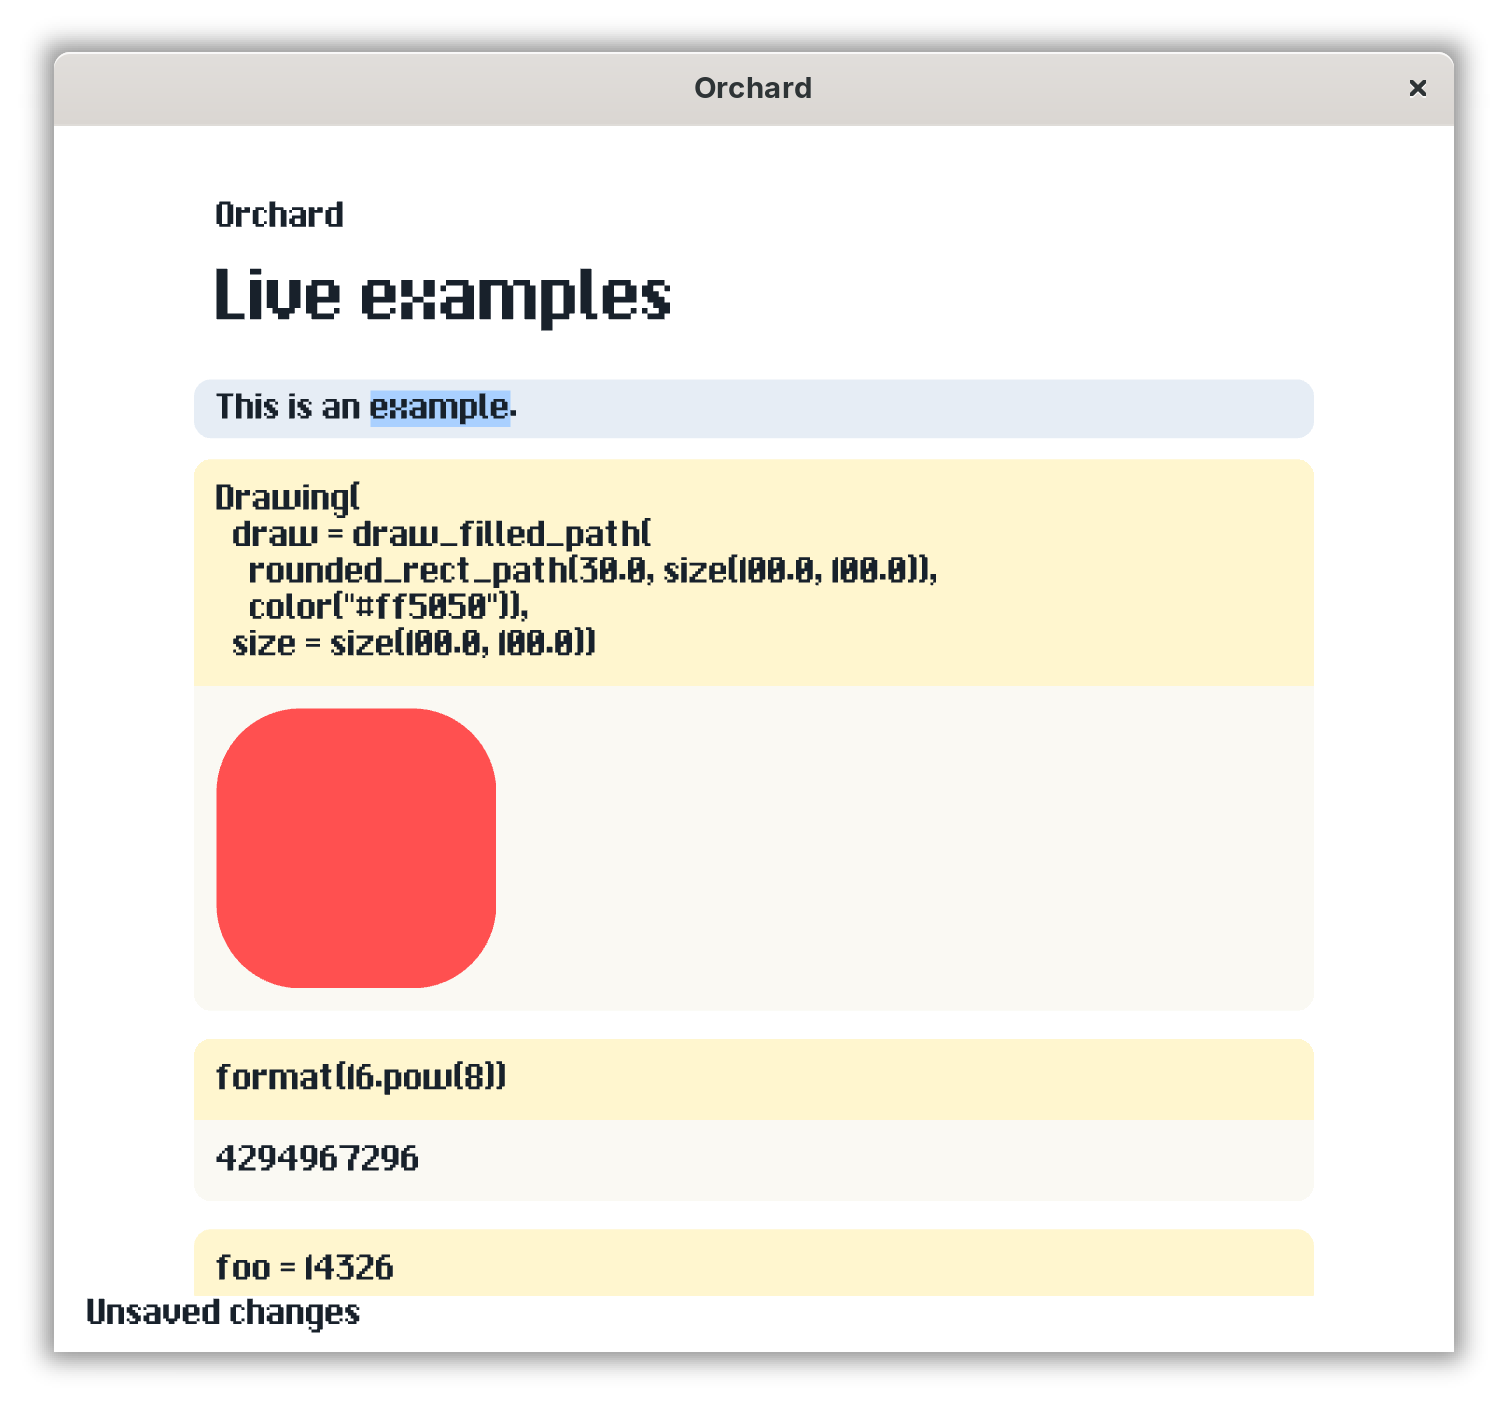 Orchard
Orchard
Live examples
This is an example.
Drawing(
  draw = draw_filled_path(
    rounded_rect_path(30.0, size(100.0, 100.0)),
    color("#ff5050")),
  size = size(100.0, 100.0))
format(16.pow(8))
4294967296
foo = 14326
Unsaved changes